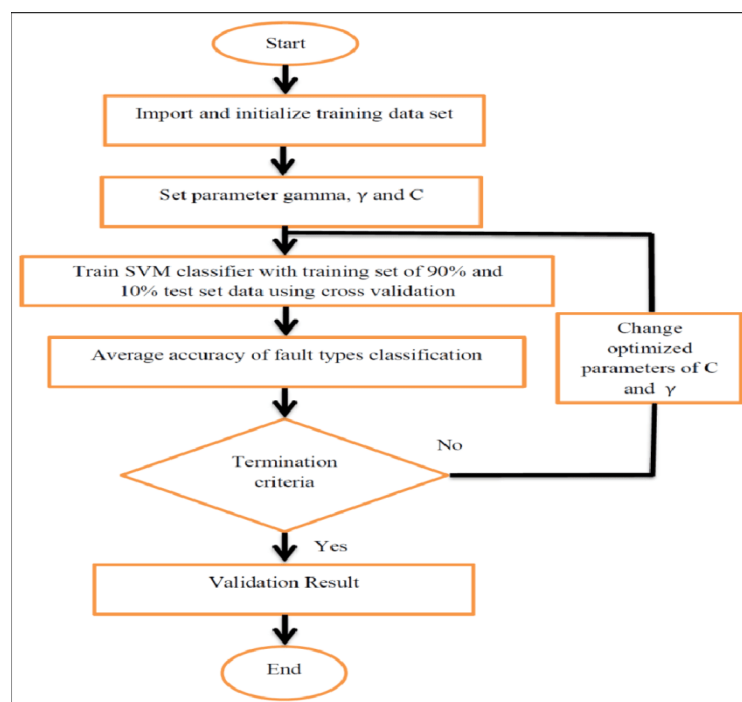 Start
Import and initialize training data set
Set parameter gamma, γ and C
Train SVM classifier with training set of 90% and
10% test set data using cross validation
Average accuracy of fault types classification
Change
optimized
parameters of C
and γ
No
Termination
criteria
Yes
Validation Result
End